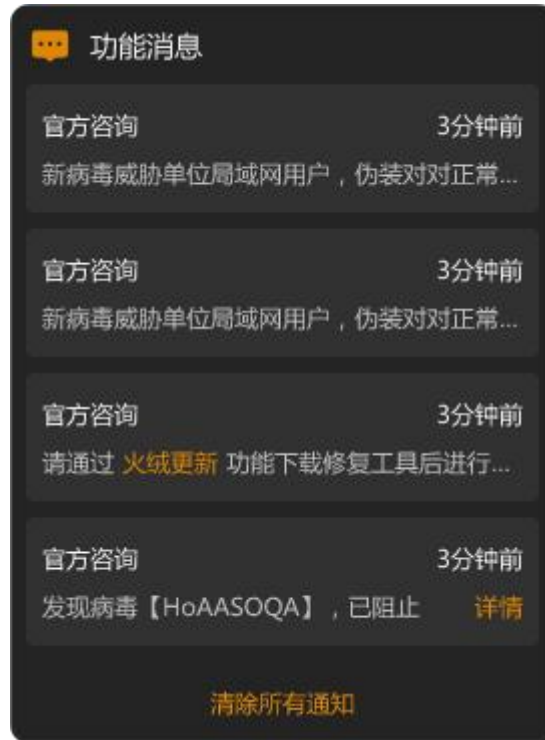 功能消息
官方咨询 3分钟前
新病毒威胁单位局域网用户，伪装对对正常...
官方咨询 3分钟前
新病毒威胁单位局域网用户，伪装对对正常...
官方咨询 3分钟前
请通过 火绒更新 功能下载修复工具后进行...
官方咨询 3分钟前
发现病毒【HoAASOQA】，已阻止 详情
清除所有通知